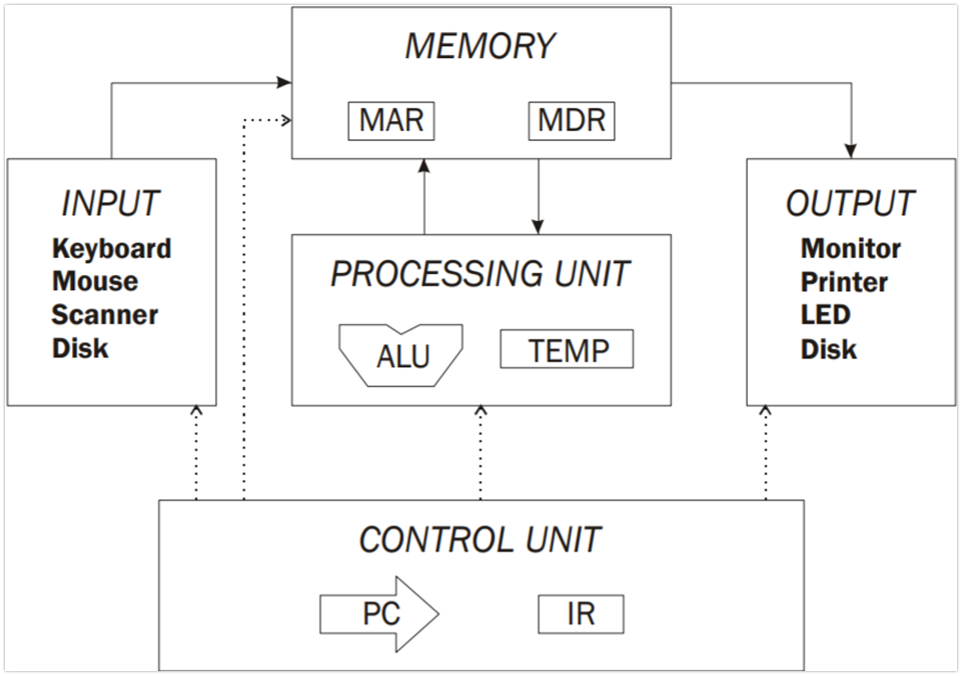 MEMORY
MAR
MDR
INPUT
Keyboard
Mouse
Scanner
Disk
PROCESSING UNIT
ALU
TEMP
OUTPUT
Monitor
Printer
LED
Disk
CONTROL UNIT
PC
IR